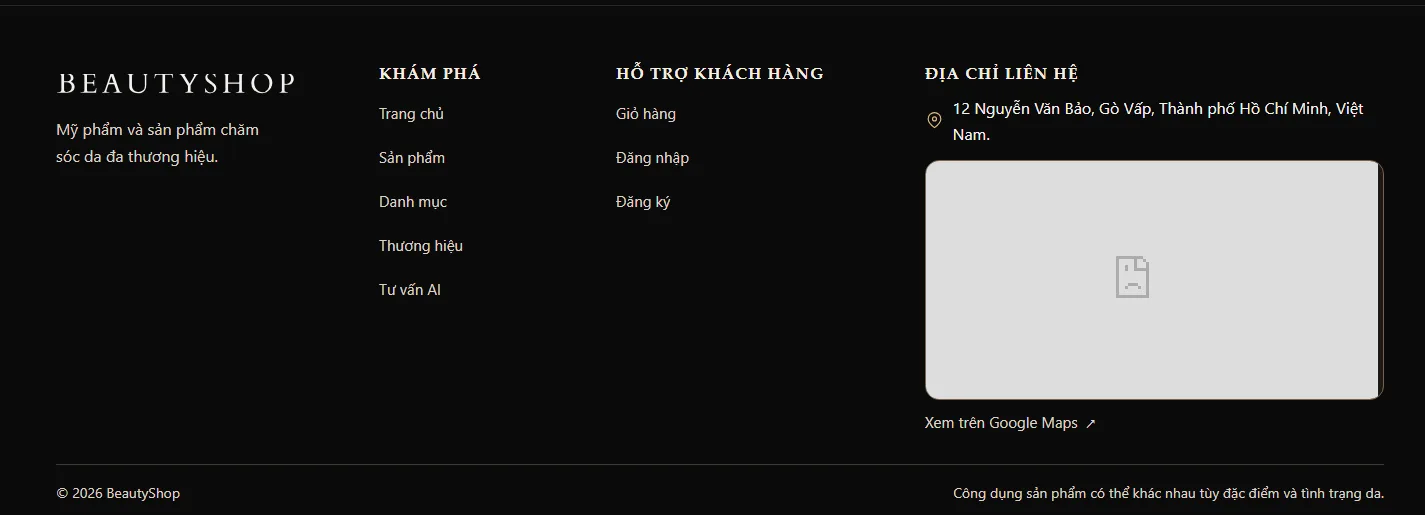 BEAUTYSHOP
Mỹ phẩm và sản phẩm chăm
sóc da đa thương hiệu.
KHÁM PHÁ
Trang chủ
Sản phẩm
Danh mục
Thương hiệu
Tư vấn AI
HỖ TRỢ KHÁCH HÀNG
Giỏ hàng
Đăng nhập
Đăng ký
ĐỊA CHỈ LIÊN HỆ
12 Nguyễn Văn Bảo, Gò Vấp, Thành phố Hồ Chí Minh, Việt
Nam.
Xem trên Google Maps ↗
© 2026 BeautyShop
Công dụng sản phẩm có thể khác nhau tùy đặc điểm và tình trạng da.